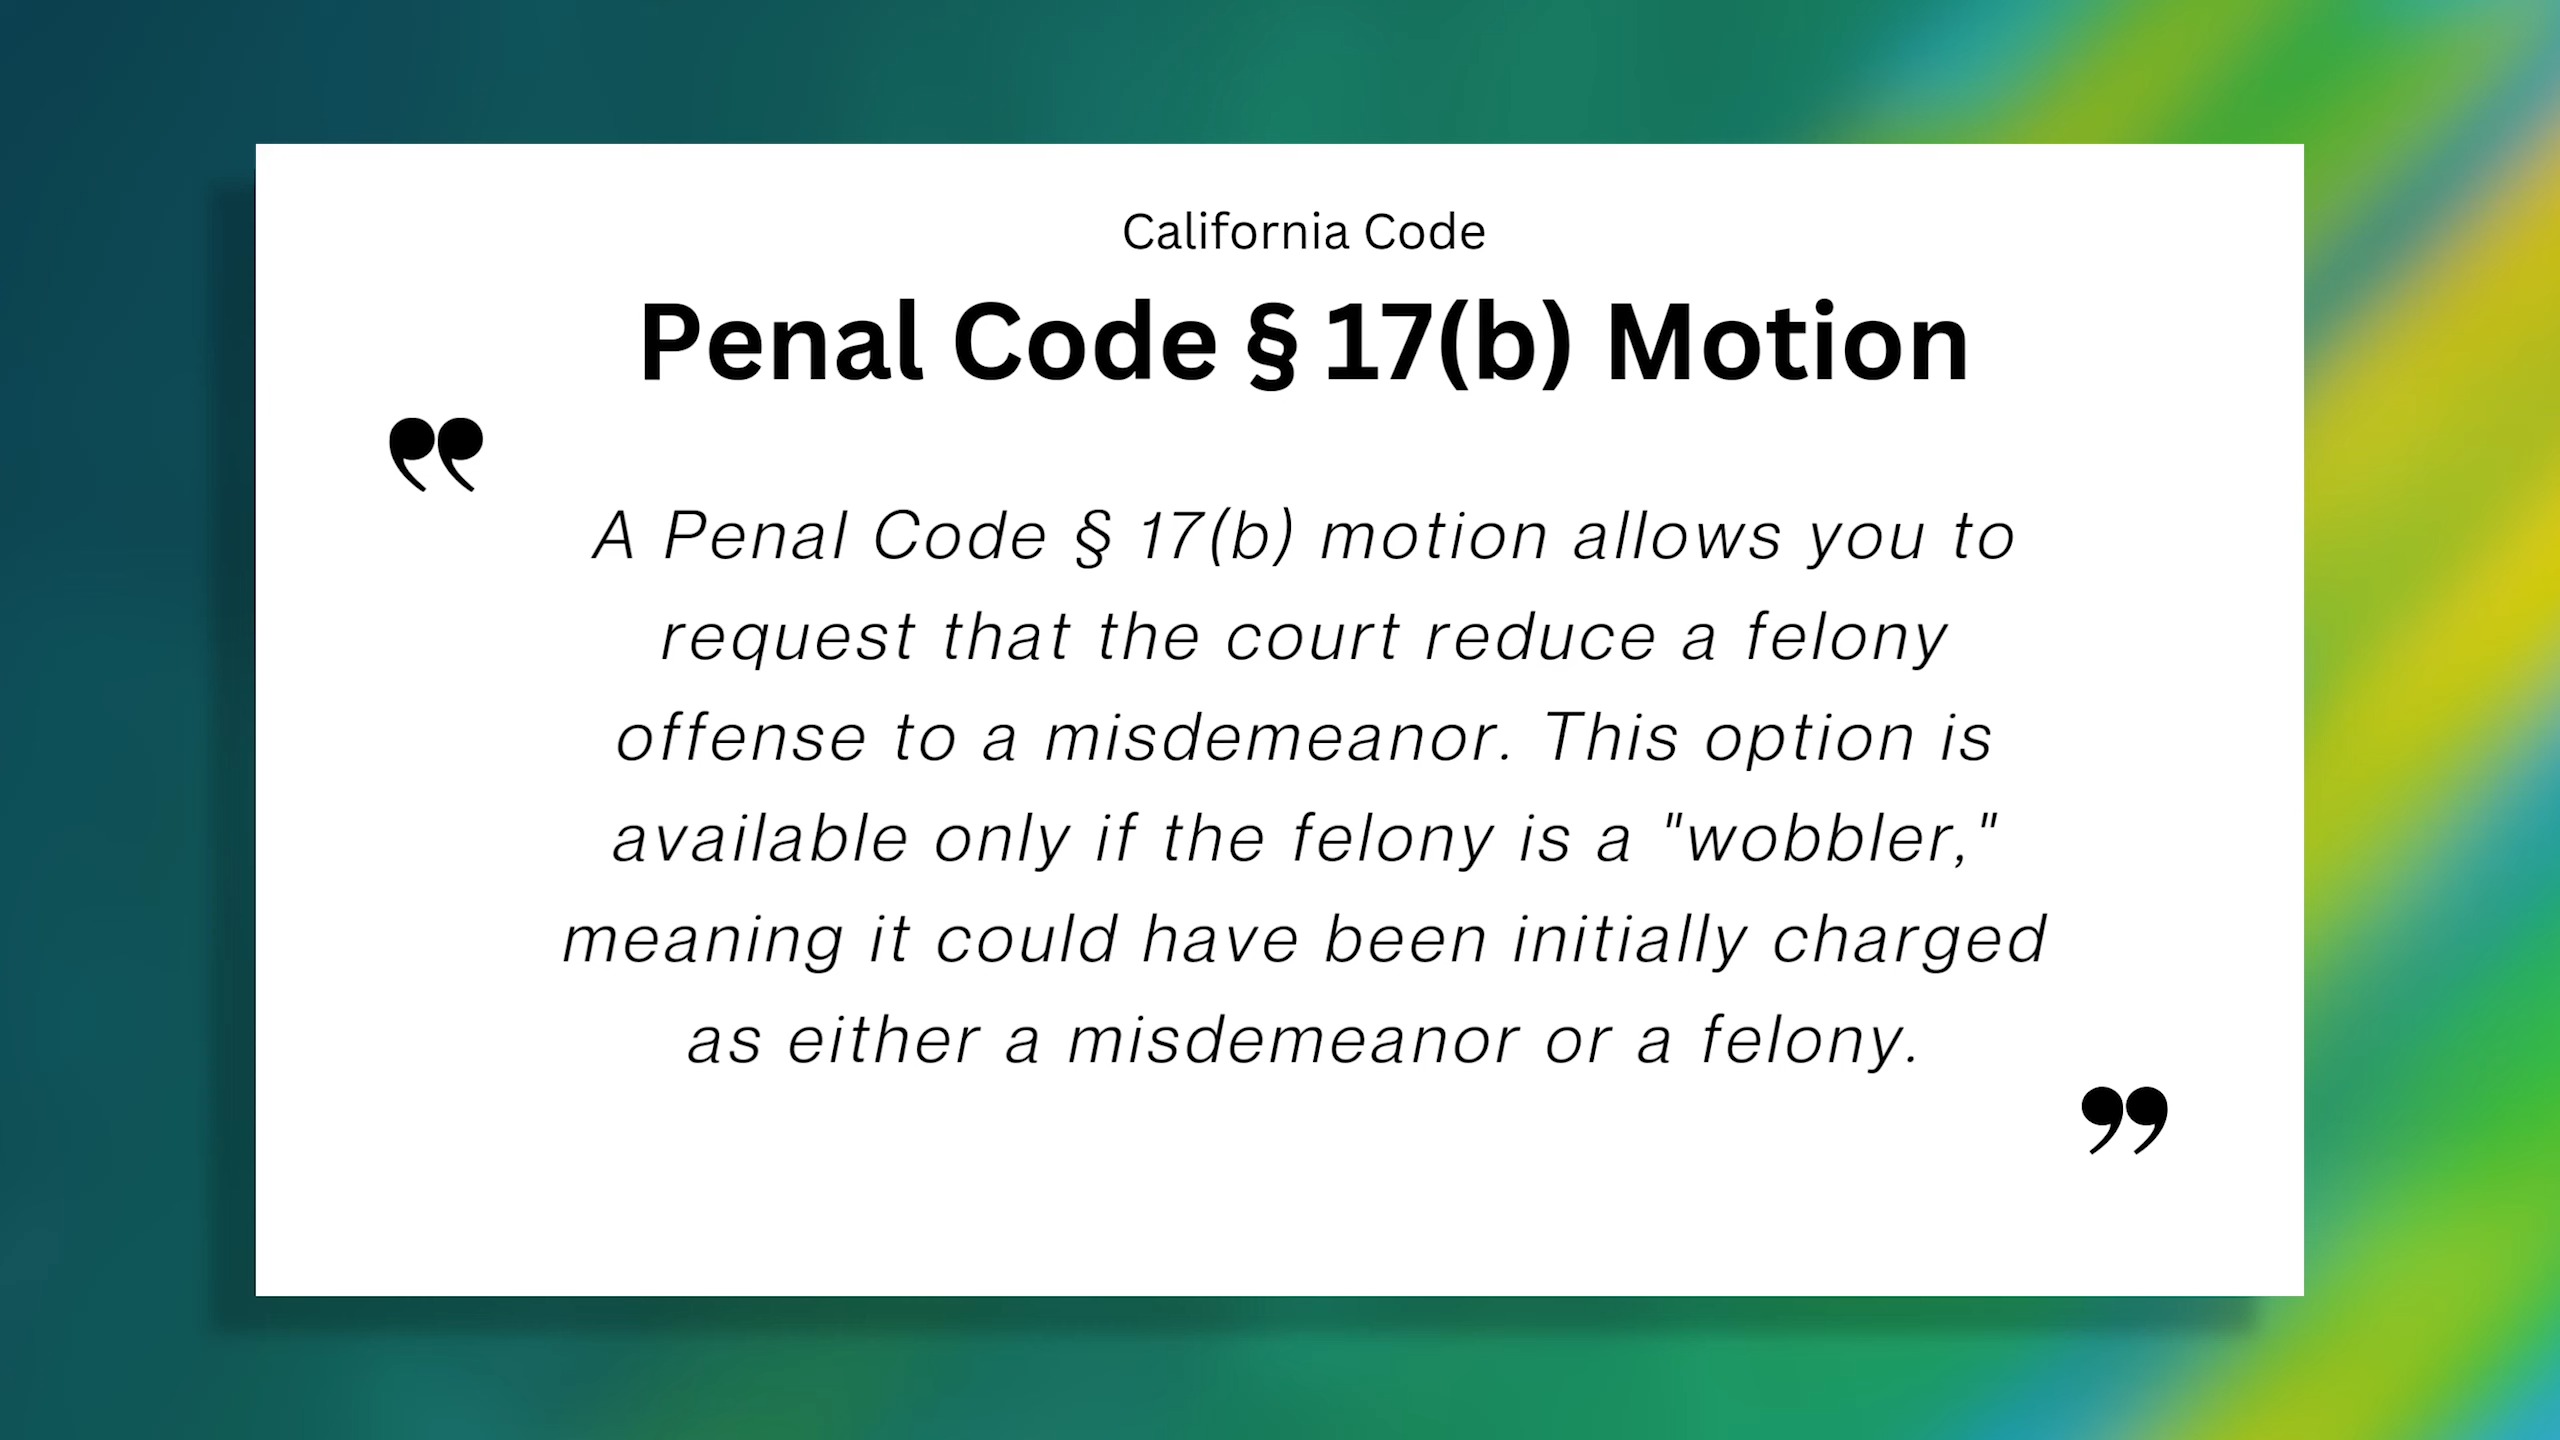 California Code
Penal Code § 17(b) Motion
"
A Penal Code § 17(b) motion allows you to
request that the court reduce a felony
offense to a misdemeanor. This option is
available only if the felony is a "wobbler,"
meaning it could have been initially charged
as either a misdemeanor or a felony.
"